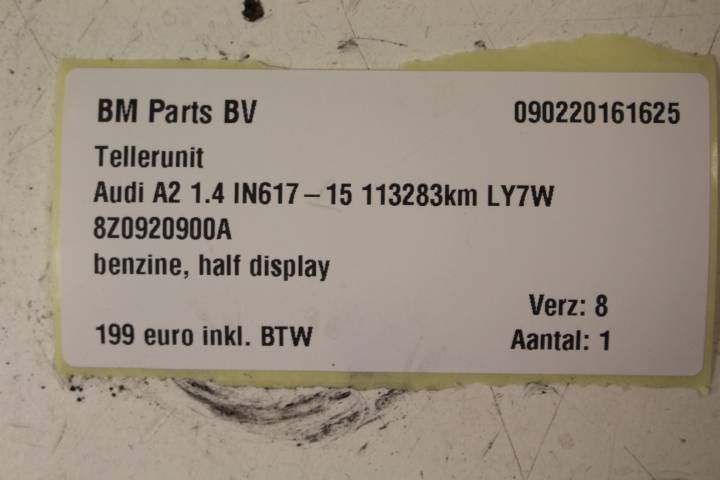 BM Parts BV 090220161625
Tellerunit
Audi A2 1.4 IN617-15 113283km LY7W
8Z0920900A
benzine, half display
Verz: 8
199 euro inkl. BTW Aantal: 1